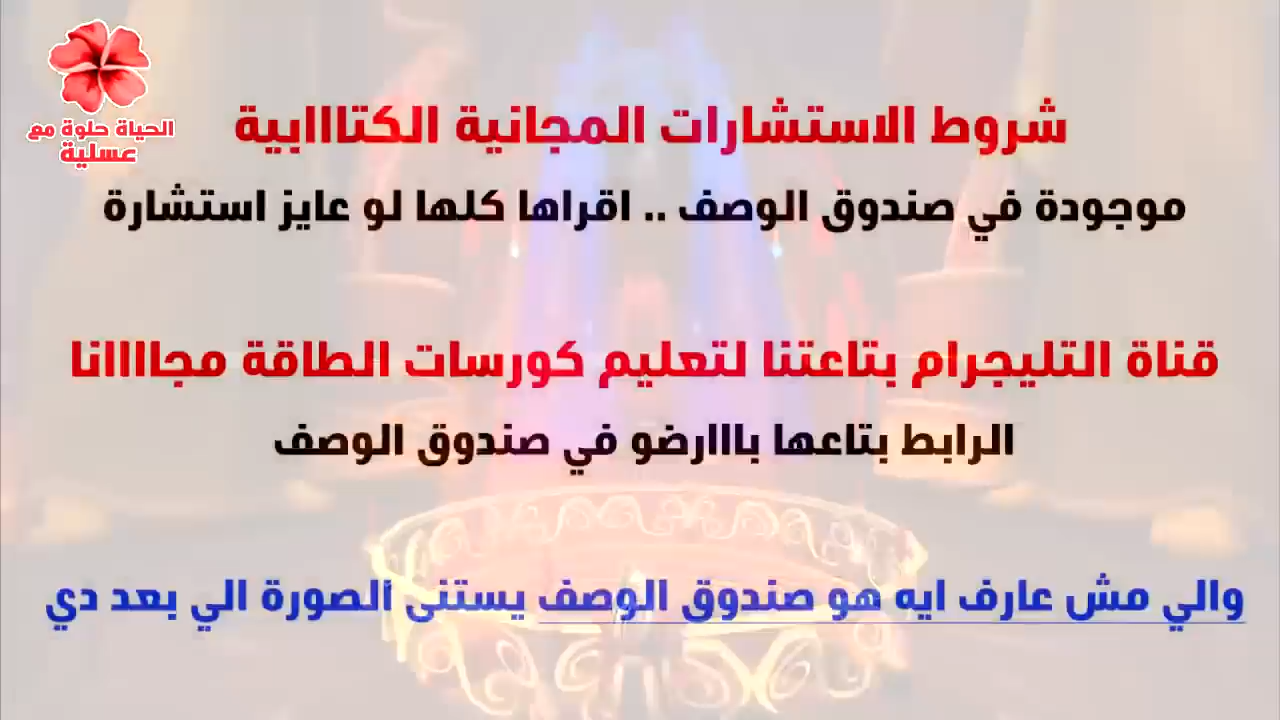 الحياة حلوة مع
عسلية
شروط الاستشارات المجانية الكتاااابية
موجودة في صندوق الوصف .. اقراها كلها لو عايز استشارة
قناة التليجرام بتاعتنا لتعليم كورسات الطاقة مجاااانا
الرابط بتاعها باااارضو في صندوق الوصف
والي مش عارف ايه هو صندوق الوصف يستنى الصورة الي بعد دي